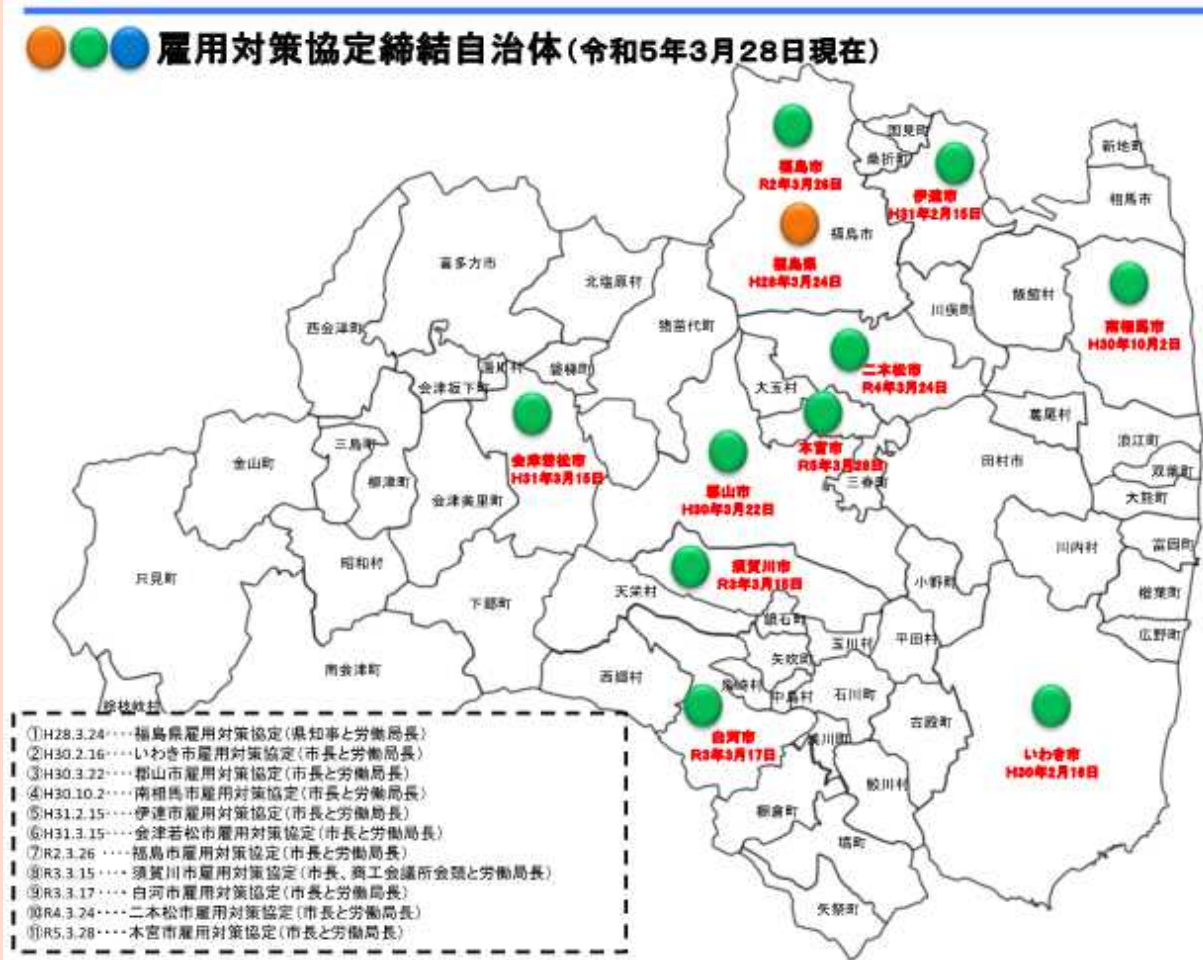 雇用対策協定締結自治体(令和5年3月28日現在)
国見町
新地町
福島市
R2年3月26日
桑折町
伊達市
H31年2月15日
相馬市
福島市
福島県
H28年3月24日
喜多方市
北塩原村
飯舘村
川俣町
南相馬市
H30年10月2日
西会津町
猪苗代町
湯川村
磐梯町
会津坂下町
大玉村
二本松市
R4年3月24日
葛尾村
三島町
金山町
柳津町
会津若松市
H31年3月15日
会津美里町
本宮市
R5年3月28日
三春町
田村市
浪江町
双葉町
大熊町
郡山市
H30年3月22日
富岡町
川内村
只見町
昭和村
下郷町
天栄村
須賀川市
R3年3月15日
小野町
楢葉町
広野町
鏡石町
玉川村
平田村
矢吹町
南会津町
西郷村
泉崎村
中島村
石川町
古殿町
檜枝岐村
白河市
R3年3月17日
浅川町
いわき市
H30年2月16日
鮫川村
棚倉町
塙町
矢祭町
①H28.3.24‥‥福島県雇用対策協定(県知事と労働局長)
②H30.2.16‥‥いわき市雇用対策協定(市長と労働局長)
③H30.3.22‥‥郡山市雇用対策協定(市長と労働局長)
④H30.10.2‥‥南相馬市雇用対策協定(市長と労働局長)
⑤H31.2.15‥‥伊達市雇用対策協定(市長と労働局長)
⑥H31.3.15‥‥会津若松市雇用対策協定(市長と労働局長)
⑦R2.3.26 ‥‥福島市雇用対策協定(市長と労働局長)
⑧R3.3.15‥‥須賀川市雇用対策協定(市長、商工会議所会頭と労働局長)
⑨R3.3.17‥‥白河市雇用対策協定(市長と労働局長)
⑩R4.3.24‥‥二本松市雇用対策協定(市長と労働局長)
⑪R5.3.28‥‥本宮市雇用対策協定(市長と労働局長)